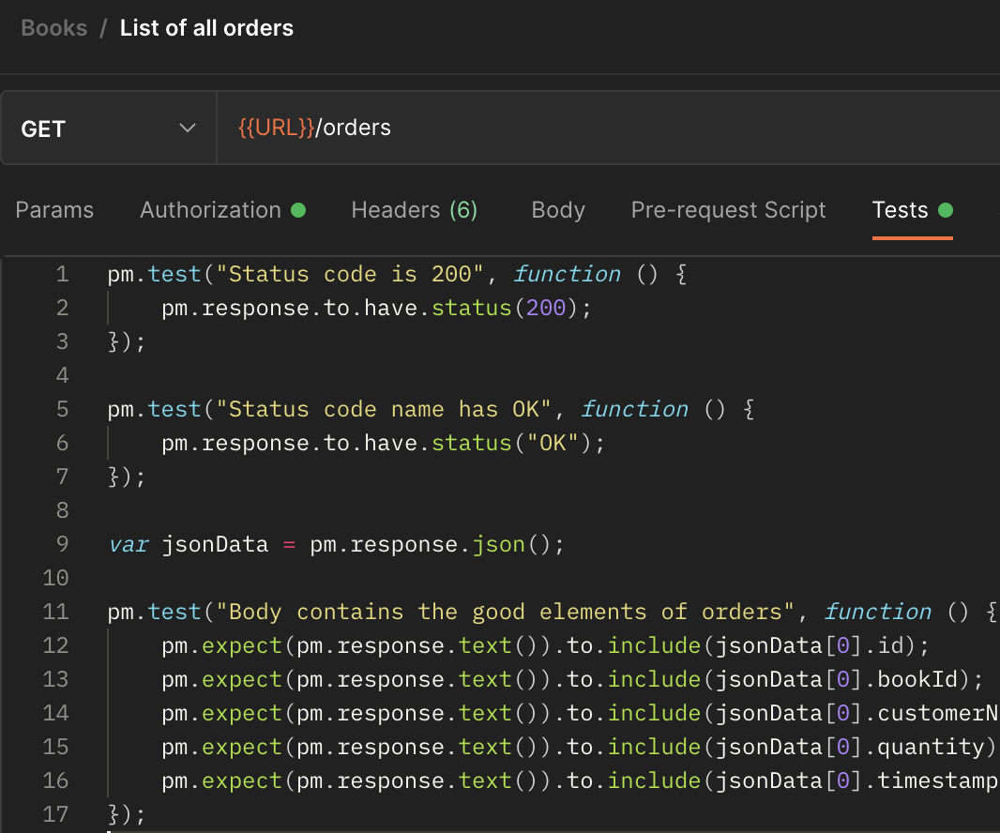 Books / List of all orders
GET {{URL}}/orders
Params Authorization Headers (6) Body Pre-request Script Tests
1 pm.test("Status code is 200", function () {
2 pm.response.to.have.status(200);
3 });
4
5 pm.test("Status code name has OK", function () {
6 pm.response.to.have.status("OK");
7 });
8
9 var jsonData = pm.response.json();
10
11 pm.test("Body contains the good elements of orders", function () {
12 pm.expect(pm.response.text()).to.include(jsonData[0].id);
13 pm.expect(pm.response.text()).to.include(jsonData[0].bookId);
14 pm.expect(pm.response.text()).to.include(jsonData[0].customerN
15 pm.expect(pm.response.text()).to.include(jsonData[0].quantity)
16 pm.expect(pm.response.text()).to.include(jsonData[0].timestamp
17 });